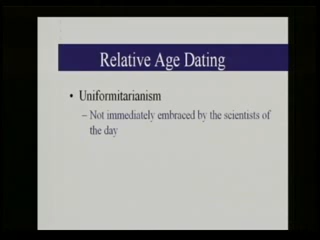 Relative Age Dating
• Uniformitarianism
– Not immediately embraced by the scientists of
the day